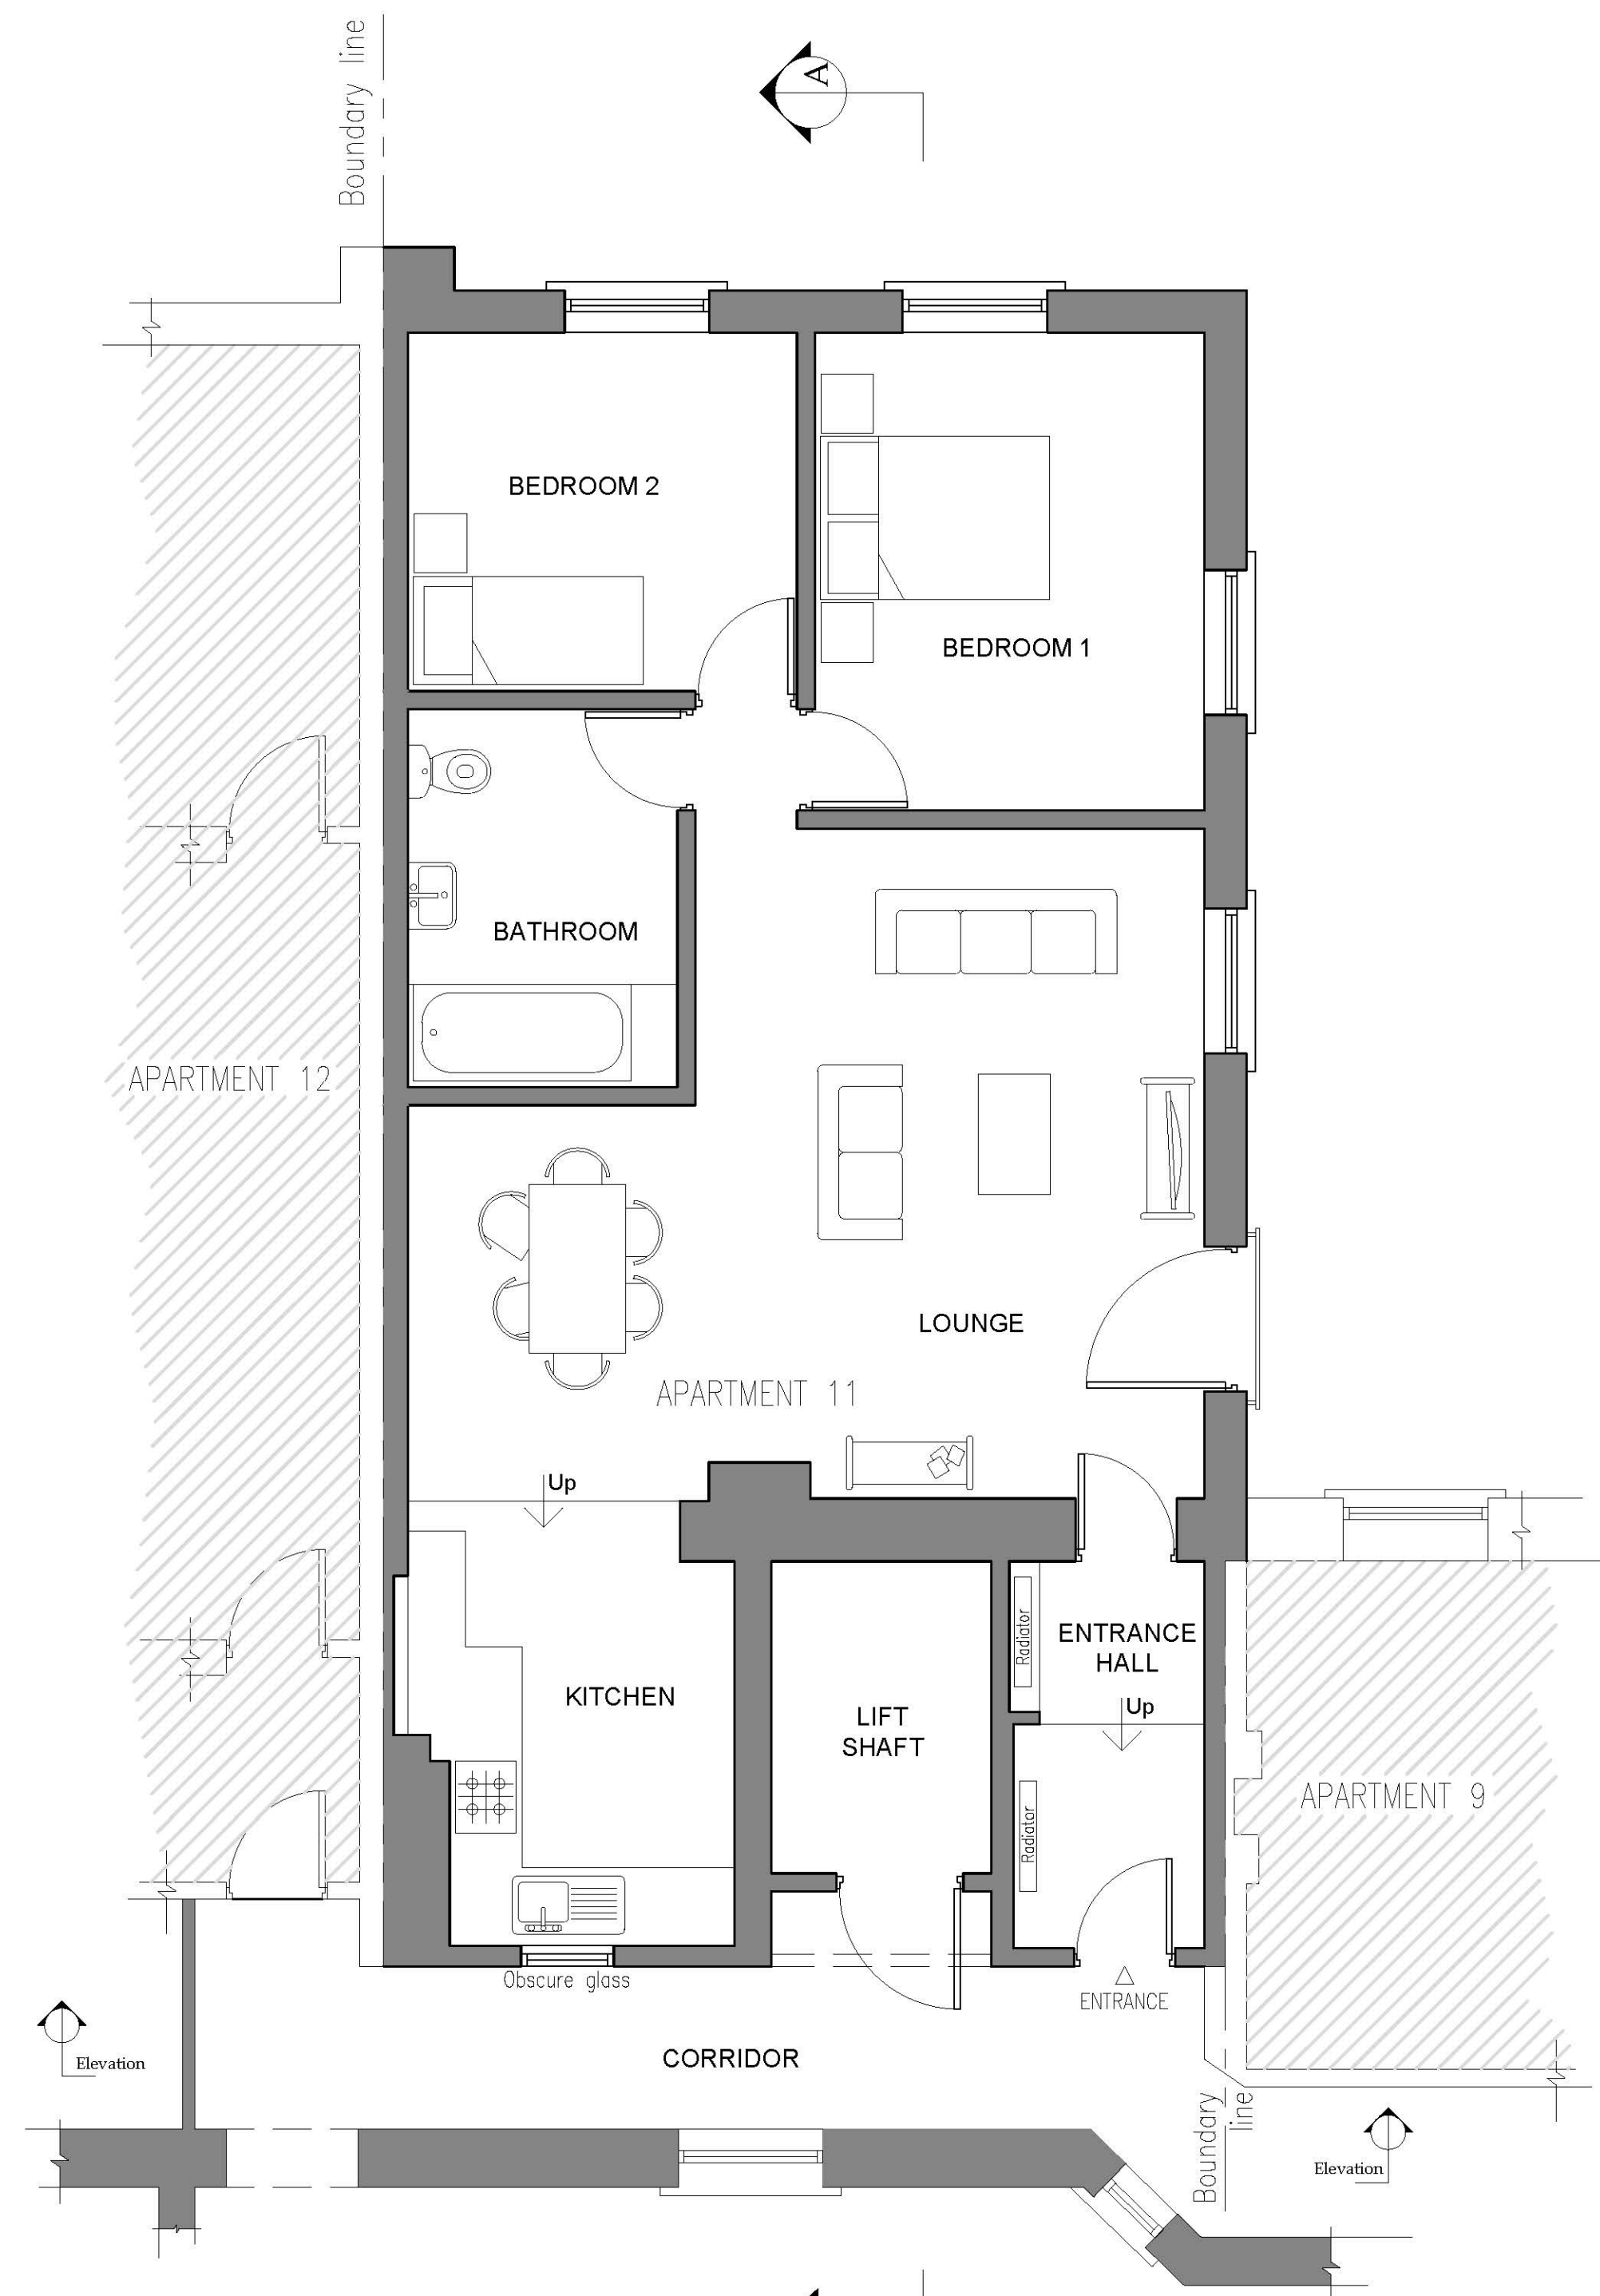 Boundary line
A
BEDROOM 2
BEDROOM 1
BATHROOM
APARTMENT 12
LOUNGE
APARTMENT 11
Up
Radiator
ENTRANCE
HALL
KITCHEN
LIFT
SHAFT
Up
APARTMENT 9
Radiator
Obscure glass
ENTRANCE
Elevation
CORRIDOR
Boundary
line
Elevation